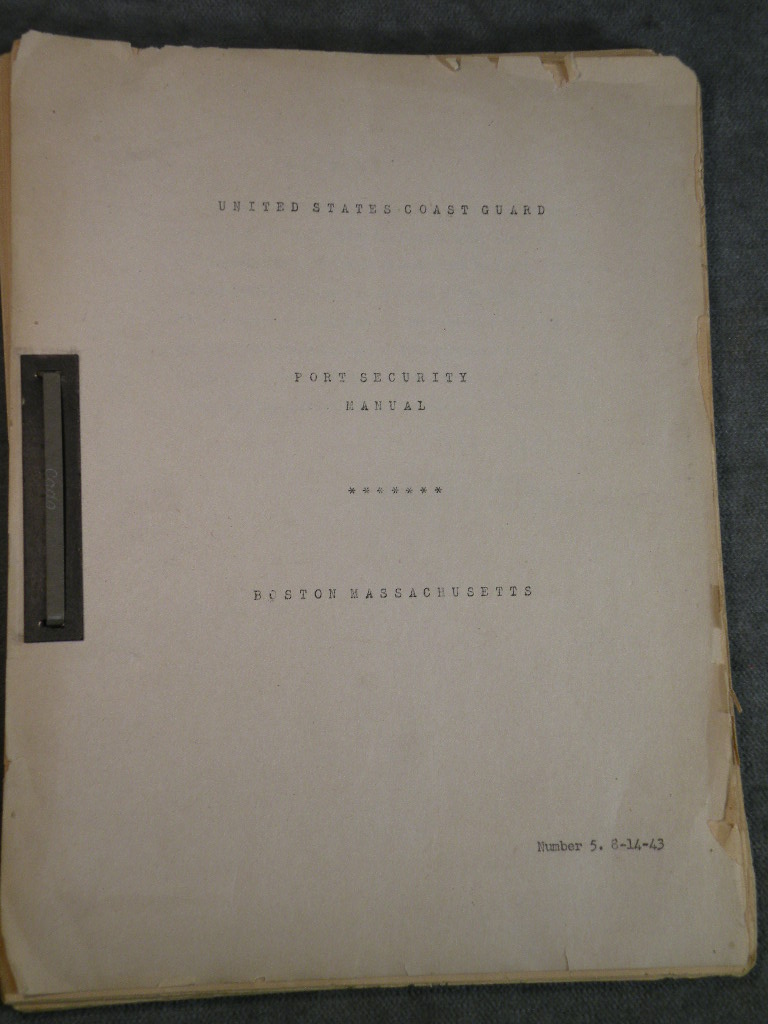 UNITED STATES COAST GUARD
PORT SECURITY
MANUAL
*******
BOSTON MASSACHUSETTS
Number 5. 8-14-43